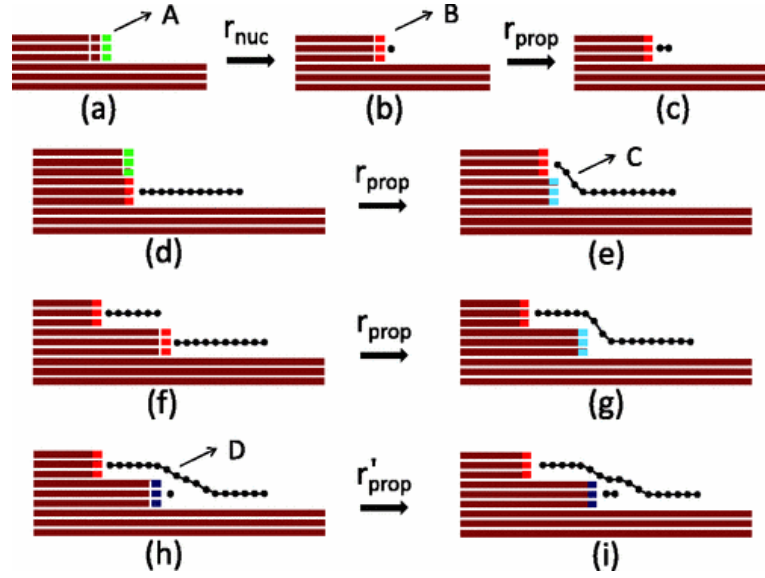 A r_nuc B r_prop
(a) (b) (c)
r_prop C
(d) (e)
r_prop
(f) (g)
D r'_prop
(h) (i)